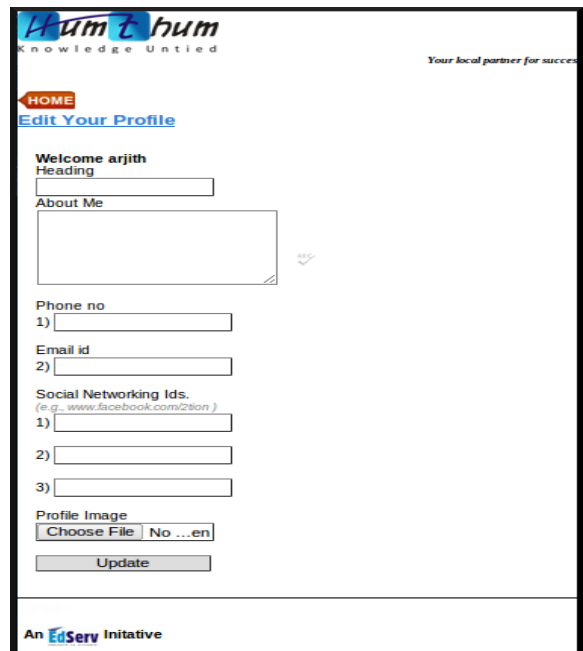 Humthum
Knowledge Untied
Your local partner for succes
HOME
Edit Your Profile
Welcome arjith
Heading
About Me
ABC
Phone no
1)
Email id
2)
Social Networking Ids.
(e.g., www.facebook.com/2tion )
1)
2)
3)
Profile Image
Choose File No ...en
Update
An EdServ Initative